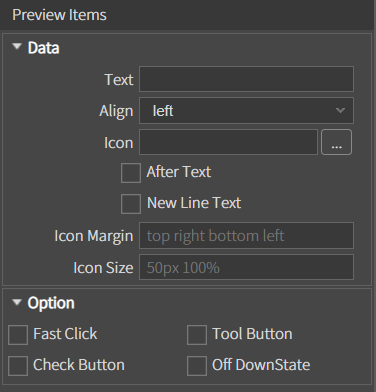 Preview Items
Data
Text
Align left
Icon ...
After Text
New Line Text
Icon Margin top right bottom left
Icon Size 50px 100%
Option
Fast Click Tool Button
Check Button Off DownState